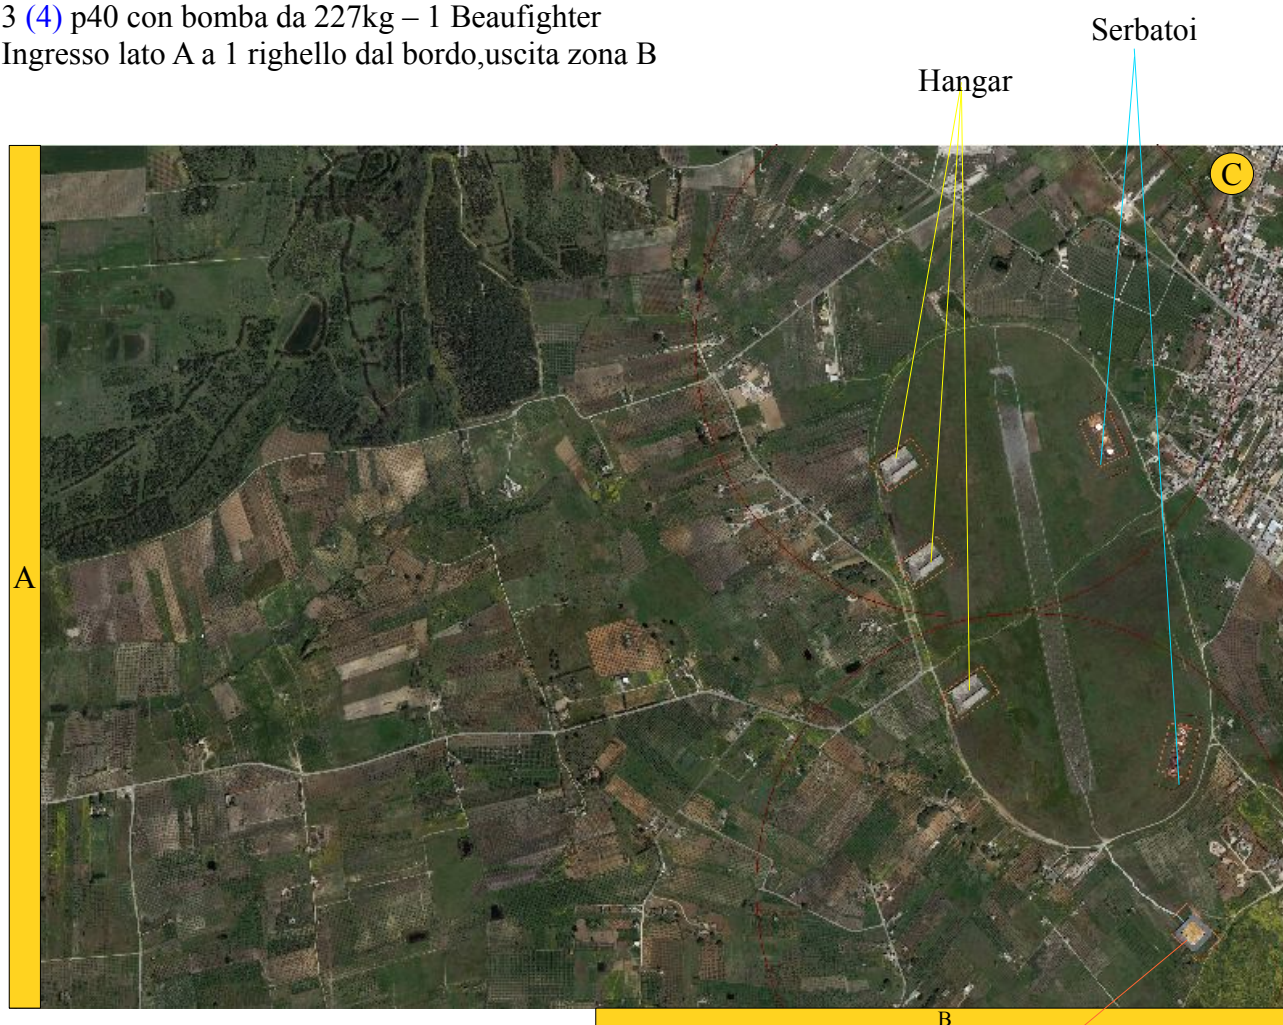 3 (4) p40 con bomba da 227kg – 1 Beaufighter
Ingresso lato A a 1 righello dal bordo,uscita zona B
Serbatoi
Hangar
C
A
B